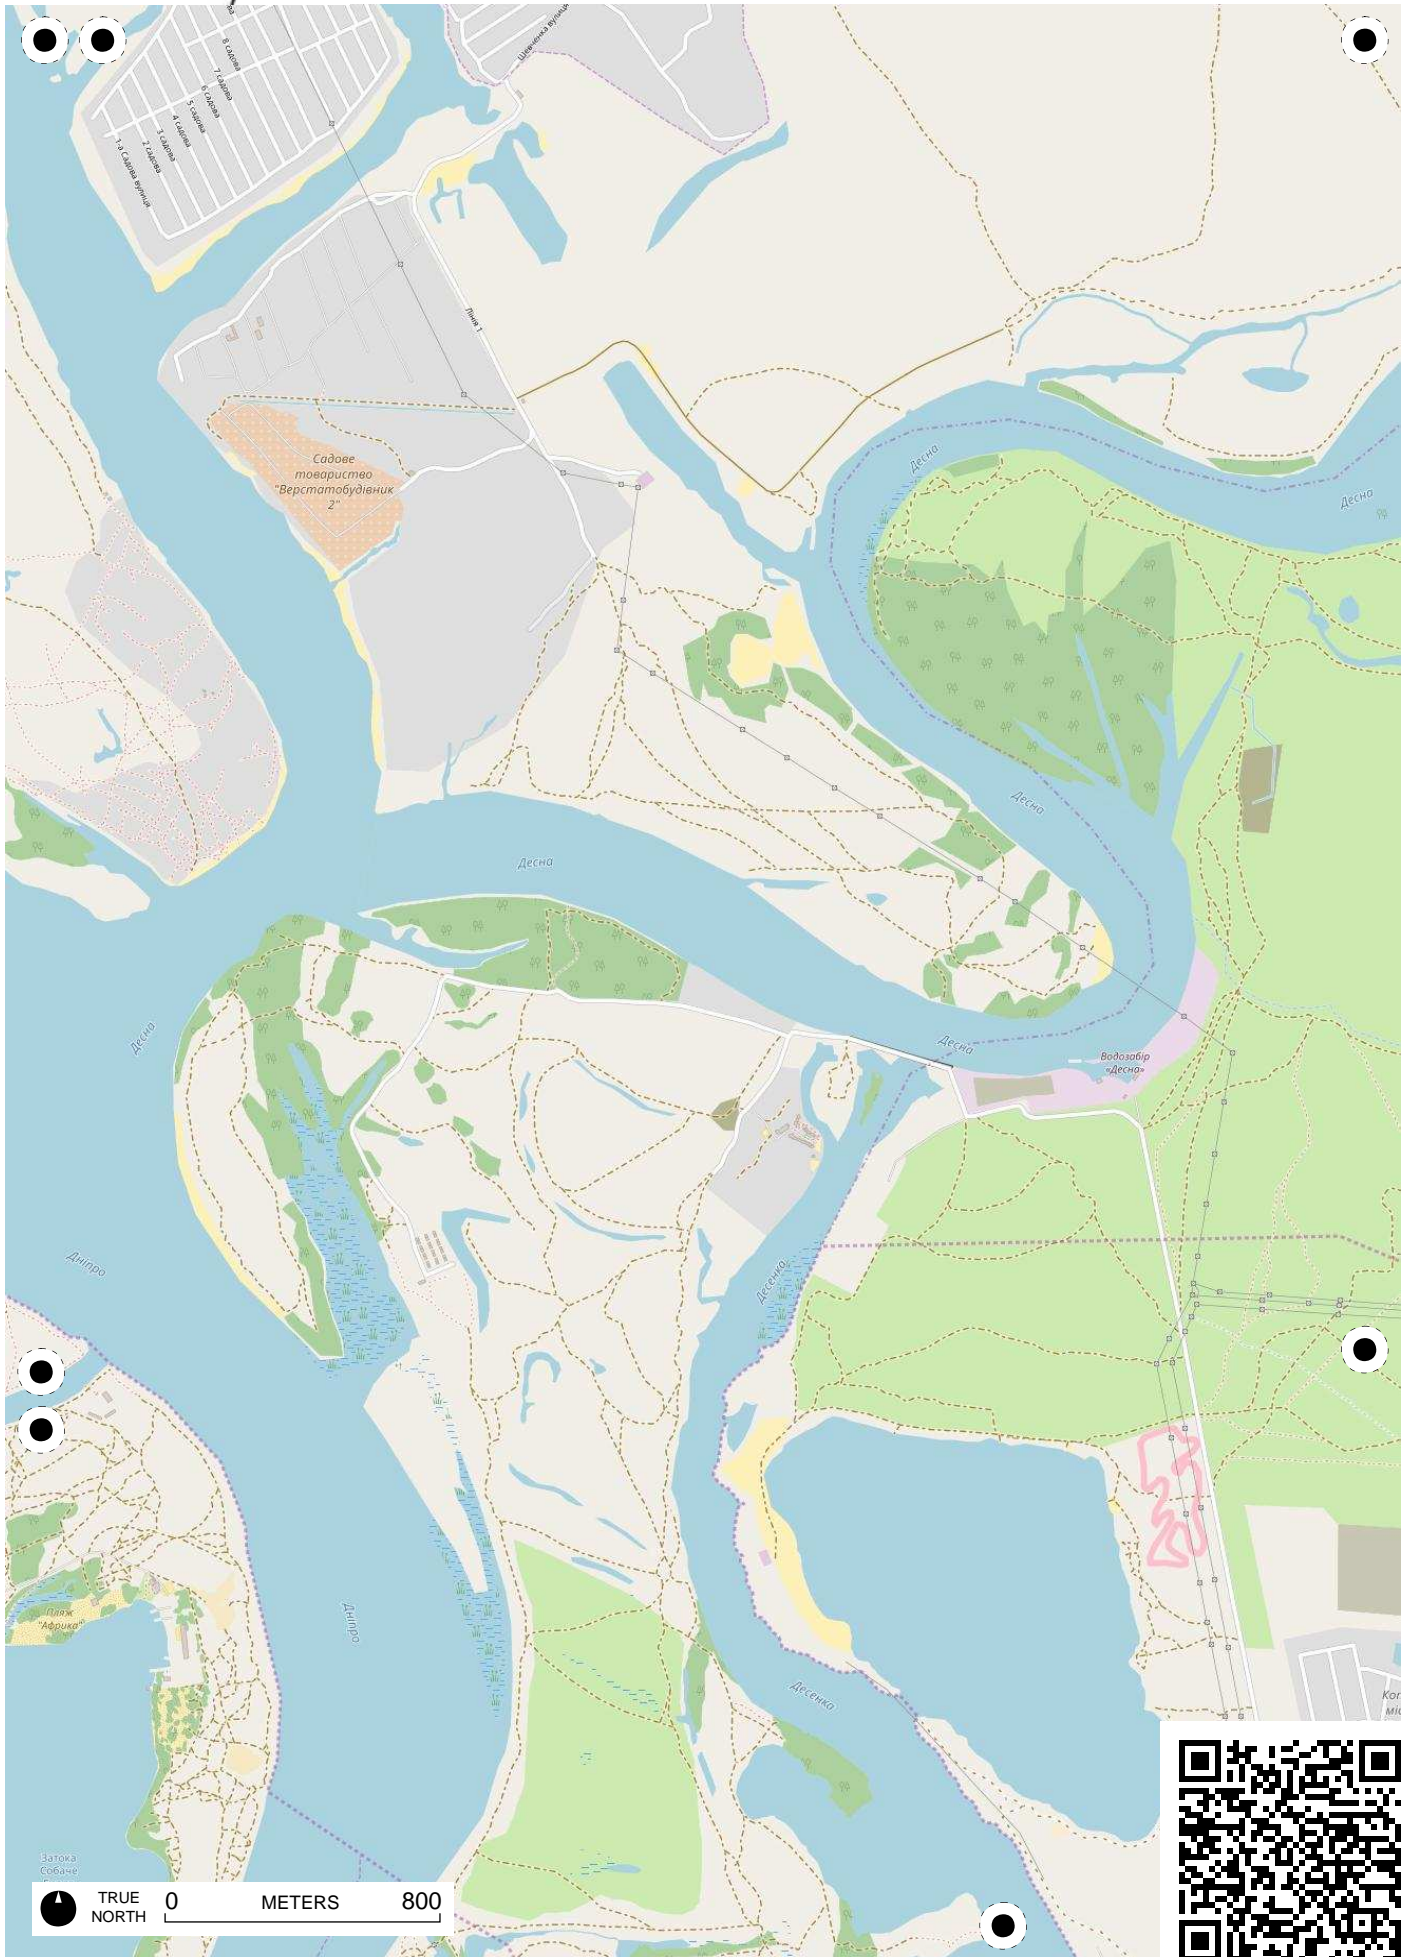 8 садова
7 садова
6 садова
5 садова
4 садова
3 садова
2 садова
1-а Садова вулиця
Шевченка вулиця
Лінія 1
Садове
товариство
"Верстатобудівник
2"
Десна
Десна
Десна
Десна
Десна
Десна
Водозабір
«Десна»
Дніпро
Десенка
Пляж
"Африка"
Дніпро
Десенка
Затока
Собаче
TRUE
NORTH
0
METERS
800